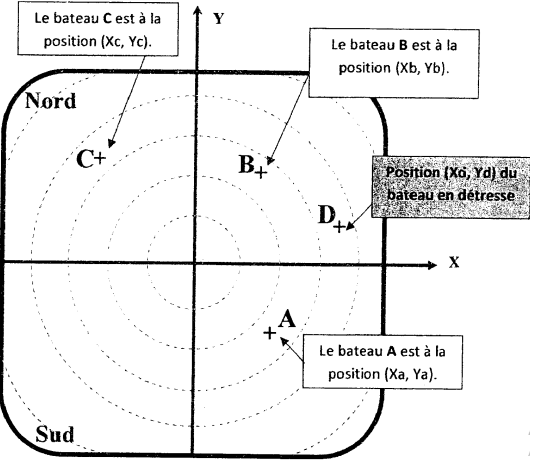 Le bateau C est à la
position (Xc, Yc).
Y
Le bateau B est à la
position (Xb, Yb).
Nord
C+
B+
Position (Xd, Yd) du
bateau en détresse
D+
X
+ A
Le bateau A est à la
position (Xa, Ya).
Sud